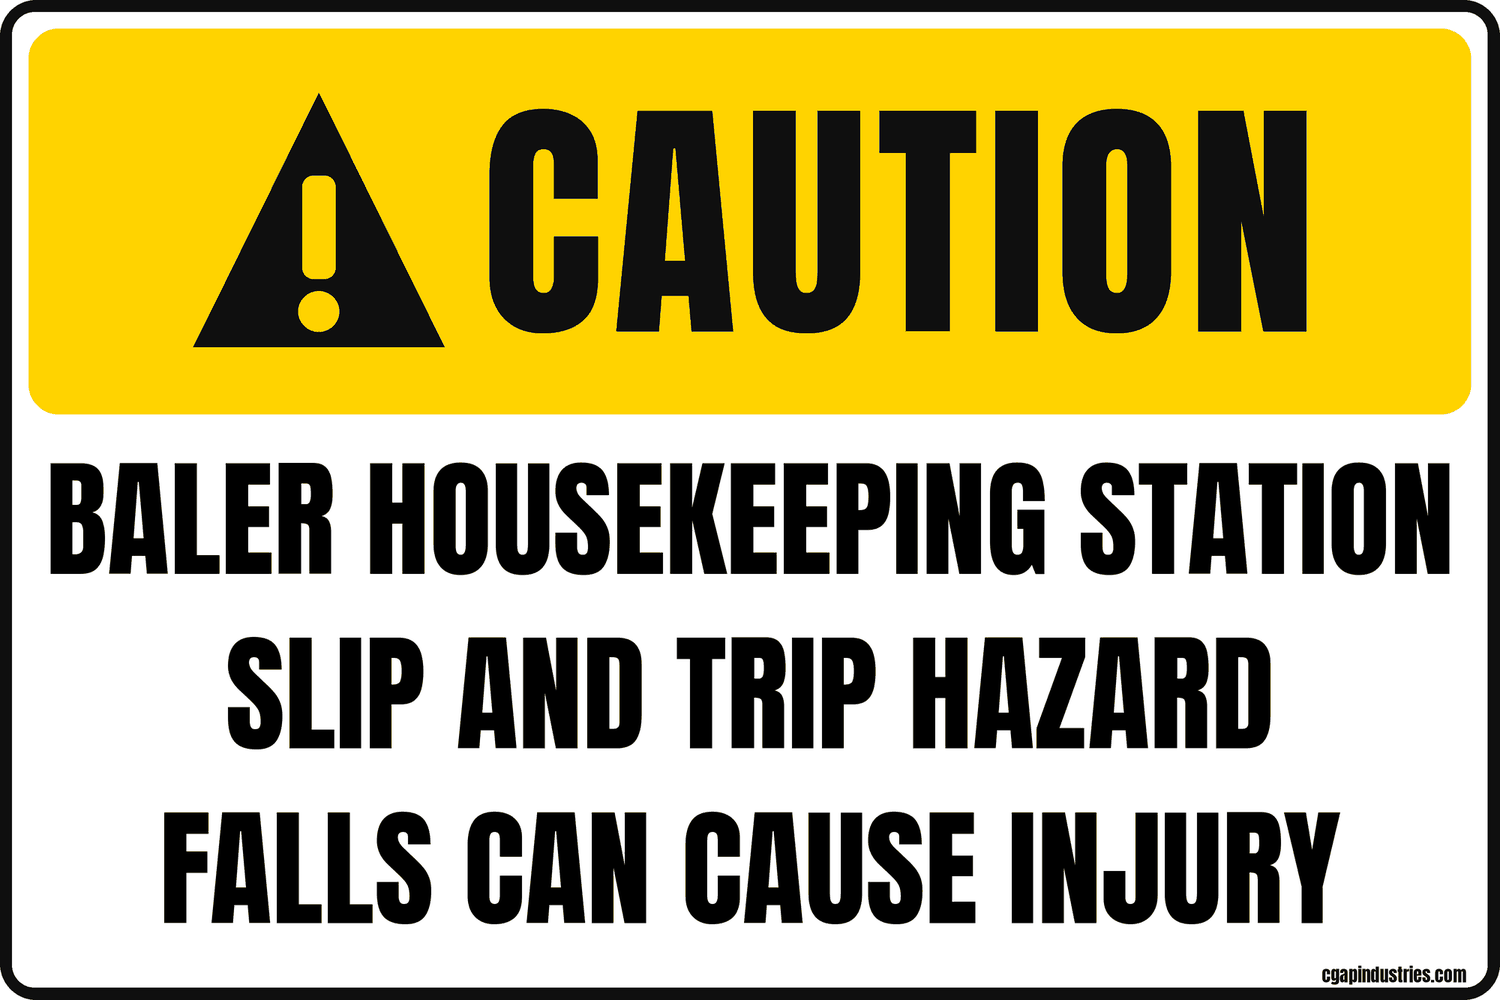 CAUTION
BALER HOUSEKEEPING STATION
SLIP AND TRIP HAZARD
FALLS CAN CAUSE INJURY
cgapindustries.com